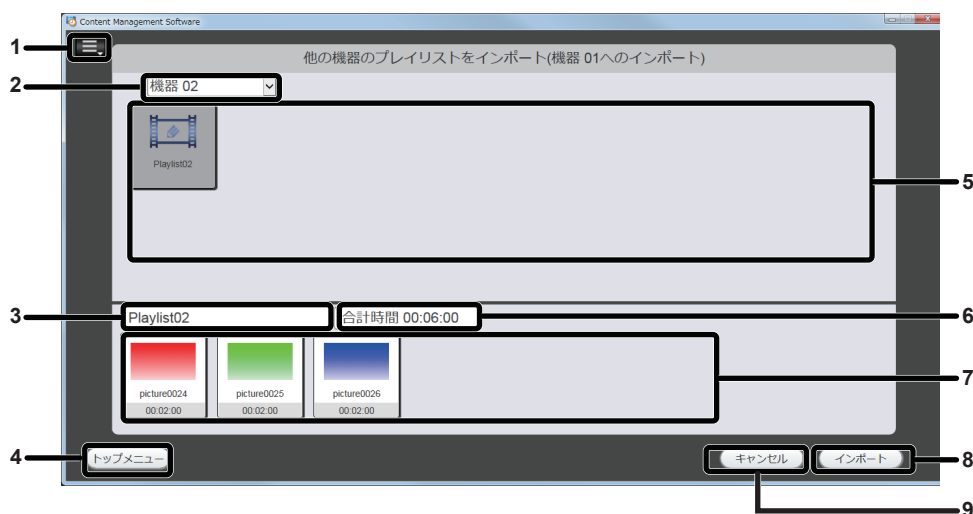 Content Management Software
1
他の機器のプレイリストをインポート(機器 01へのインポート)
2
機器 02
Playlist02
5
3
Playlist02
合計時間 00:06:00
6
picture0024
picture0025
picture0026
7
00:02:00
00:02:00
00:02:00
4
トップメニュー
キャンセル
インポート
8
9